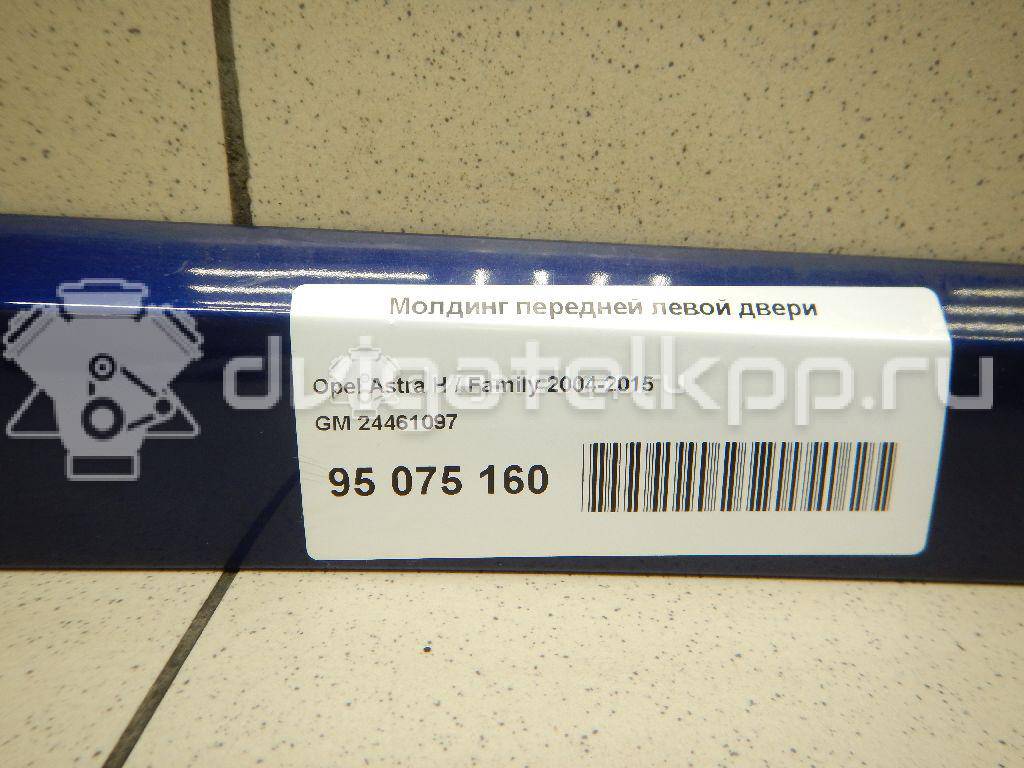 Молдинг передней левой двери
Opel Astra H / Family 2004-2015
GM 24461097
95 075 160
dvigatelkpp.ru